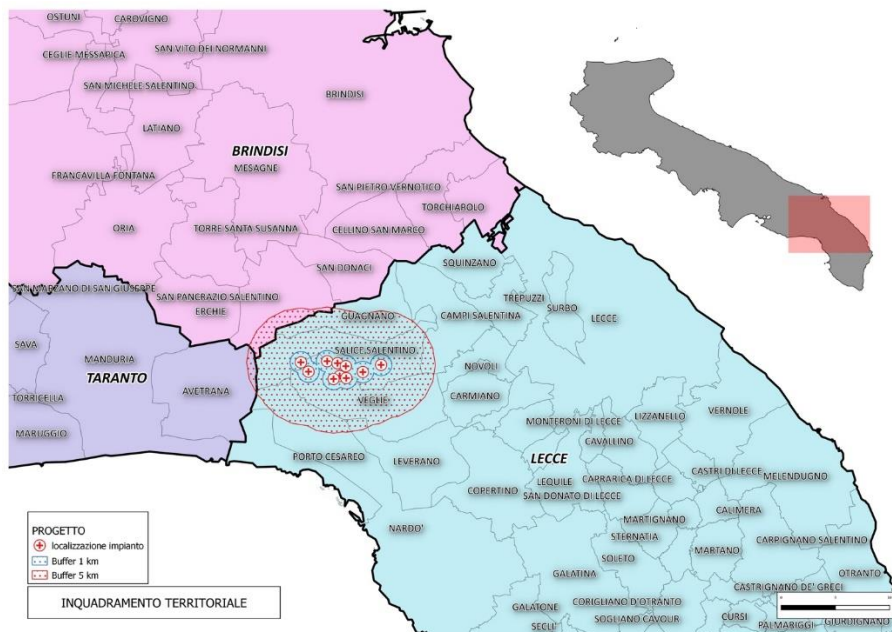 OSTUNI
CAROVIGNO
CEGLIE MESSAPICA
SAN VITO DEI NORMANNI
SAN MICHELE SALENTINO
BRINDISI
LATIANO
BRINDISI
MESAGNE
FRANCAVILLA FONTANA
SAN PIETRO VERNOTICO
TORCHIAROLO
ORIA
TORRE SANTA SUSANNA
CELLINO SAN MARCO
SAN DONACI
SQUINZANO
SAN MARZANO DI SAN GIUSEPPE
SAN PANCRAZIO SALENTINO
ERCHIE
TREPUZZI
SURBO
GUAGNANO
CAMPI SALENTINA
LECCE
SAVA
MANDURIA
SALICE SALENTINO
TARANTO
AVETRANA
NOVOLI
TORRICELLA
VEGLIE
CARMIANO
MARUGGIO
MONTERONI DI LECCE
LIZZANELLO
VERNOLE
CAVALLINO
PORTO CESAREO
LEVERANO
LECCE
COPERTINO
LEQUILE
CAPRARICA DI LECCE
CASTRI DI LECCE
MELENDUGNO
SAN DONATO DI LECCE
CALIMERA
NARDO'
MARTIGNANO
STERNATIA
CARPIGNANO SALENTINO
SOLETO
MARTANO
GALATINA
OTRANTO
CASTRIGNANO DE' GRECI
GALATONE
CORIGLIANO D'OTRANTO
SECLI'
SOGLIANO CAVOUR
CURSI
PALMARIGGI
GIURDIGNANO
PROGETTO
localizzazione impianto
Buffer 1 km
Buffer 5 km
INQUADRAMENTO TERRITORIALE